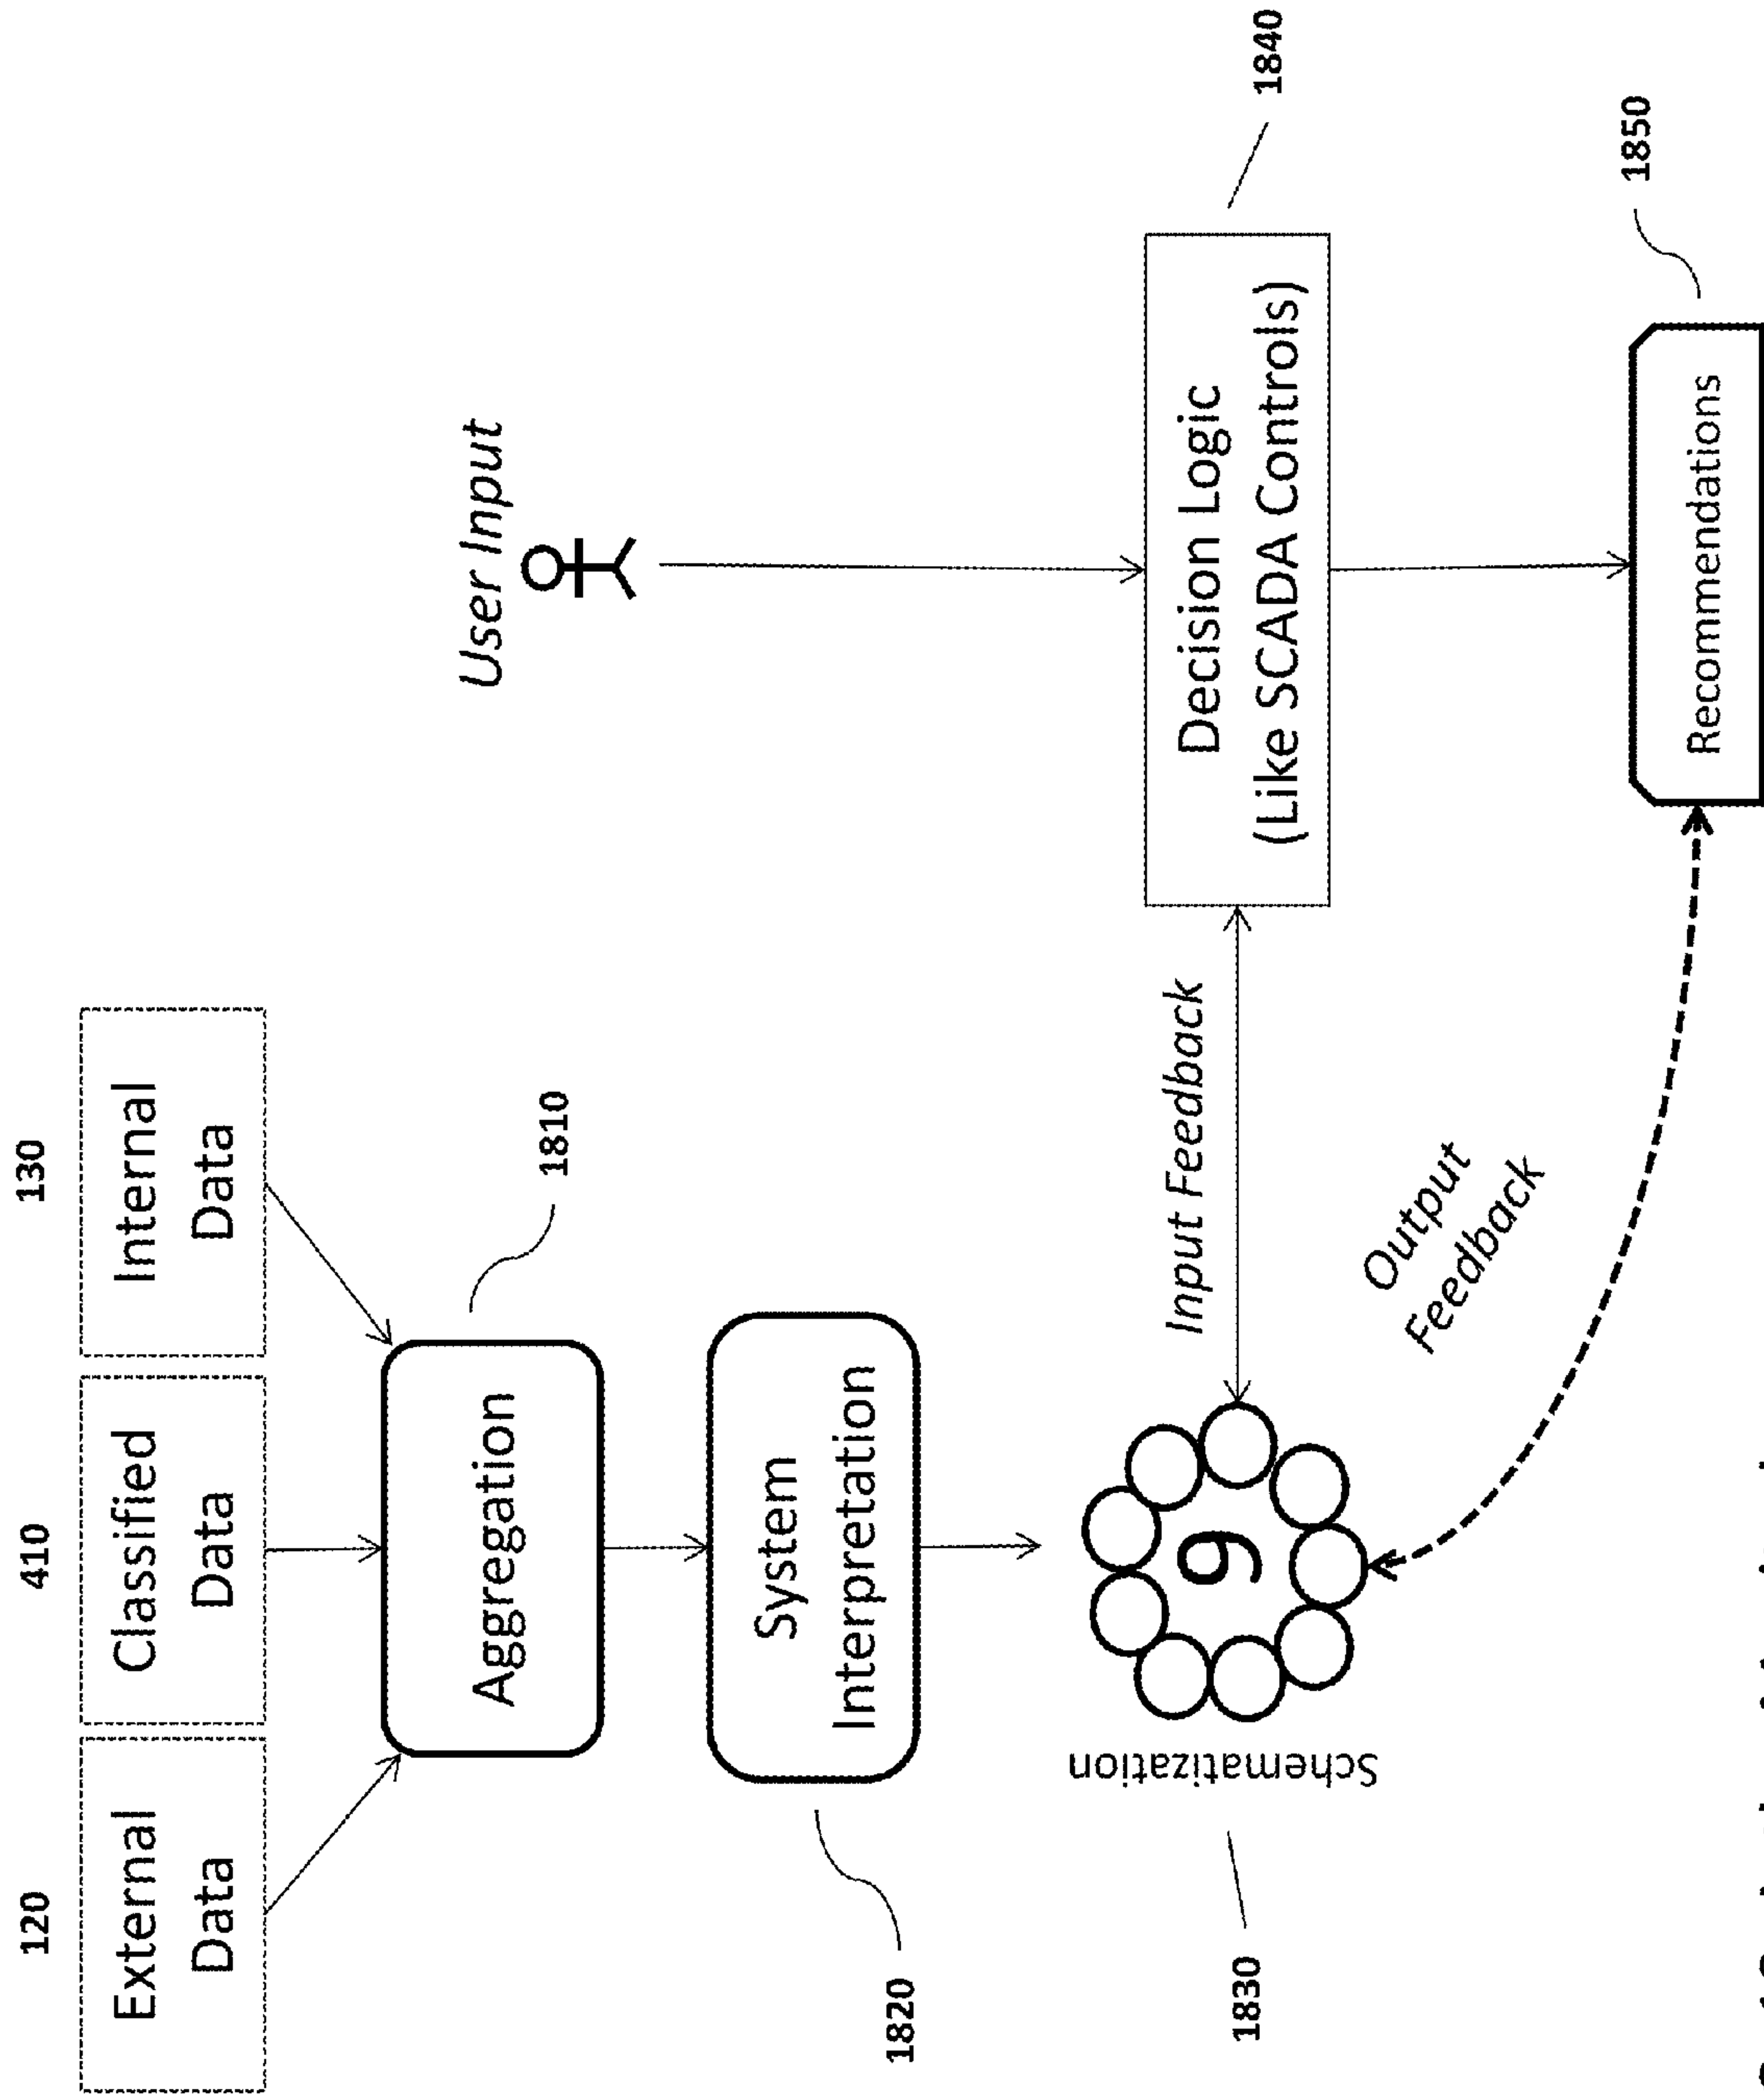 120
410
130
External
Data
Classified
Data
Internal
Data
Aggregation
1810
User Input
System
Interpretation
1820
Schematization
1830
9
Input Feedback
Decision Logic
(Like SCADA Controls)
1840
Output
Feedback
Recommendations
1850